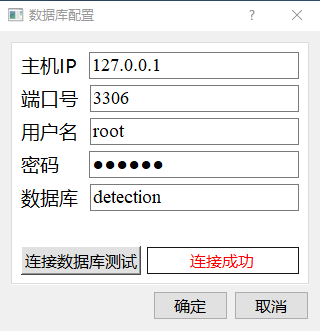 数据库配置
主机IP 127.0.0.1
端口号 3306
用户名 root
密码 ●●●●●●
数据库 detection
连接数据库测试 连接成功
确定 取消